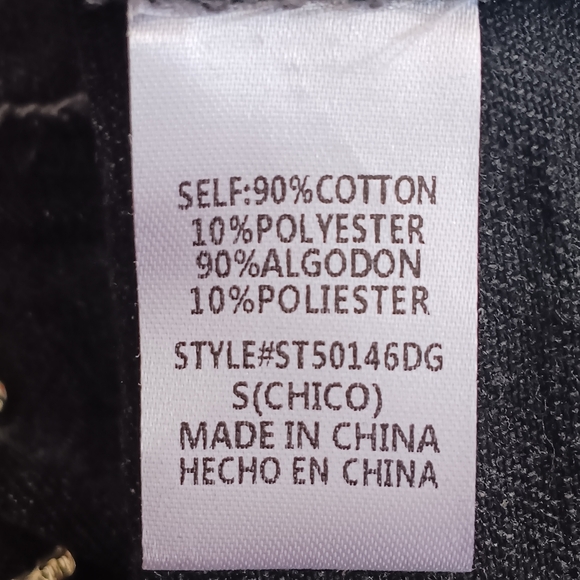 SELF:90%COTTON
10%POLYESTER
90%ALGODON
10%POLIESTER
STYLE#ST50146DG
S(CHICO)
MADE IN CHINA
HECHO EN CHINA